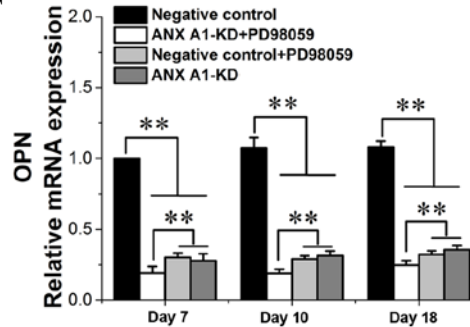 Negative control
ANX A1-KD+PD98059
Negative control+PD98059
ANX A1-KD
OPN
Relative mRNA expression
2.0
1.5
1.0
0.5
0.0
**
**
**
**
**
**
Day 7
Day 10
Day 18